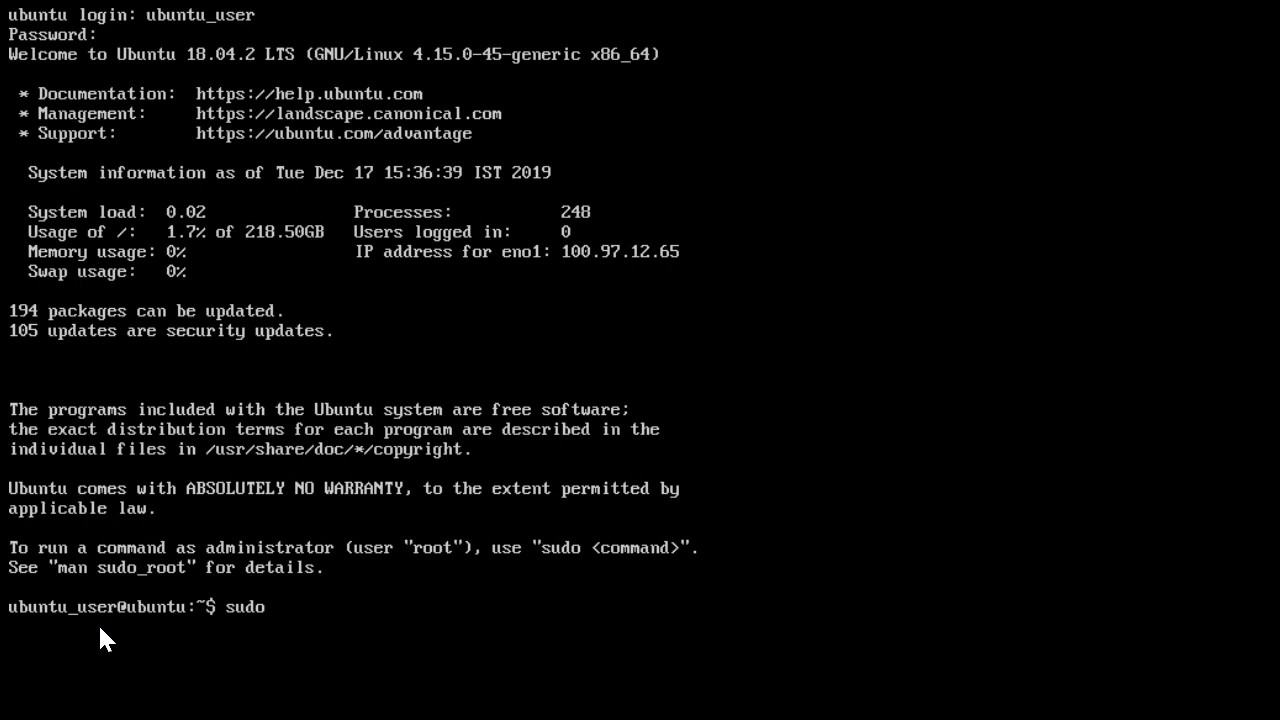 ubuntu login: ubuntu_user
Password:
Welcome to Ubuntu 18.04.2 LTS (GNU/Linux 4.15.0-45-generic x86_64)
* Documentation: https://help.ubuntu.com
* Management: https://landscape.canonical.com
* Support: https://ubuntu.com/advantage
System information as of Tue Dec 17 15:36:39 IST 2019
System load: 0.02 Processes: 248
Usage of /: 1.7% of 218.50GB Users logged in: 0
Memory usage: 0% IP address for eno1: 100.97.12.65
Swap usage: 0%
194 packages can be updated.
105 updates are security updates.
The programs included with the Ubuntu system are free software;
the exact distribution terms for each program are described in the
individual files in /usr/share/doc/*/copyright.
Ubuntu comes with ABSOLUTELY NO WARRANTY, to the extent permitted by
applicable law.
To run a command as administrator (user "root"), use "sudo <command>".
See "man sudo_root" for details.
ubuntu_user@ubuntu:~$ sudo